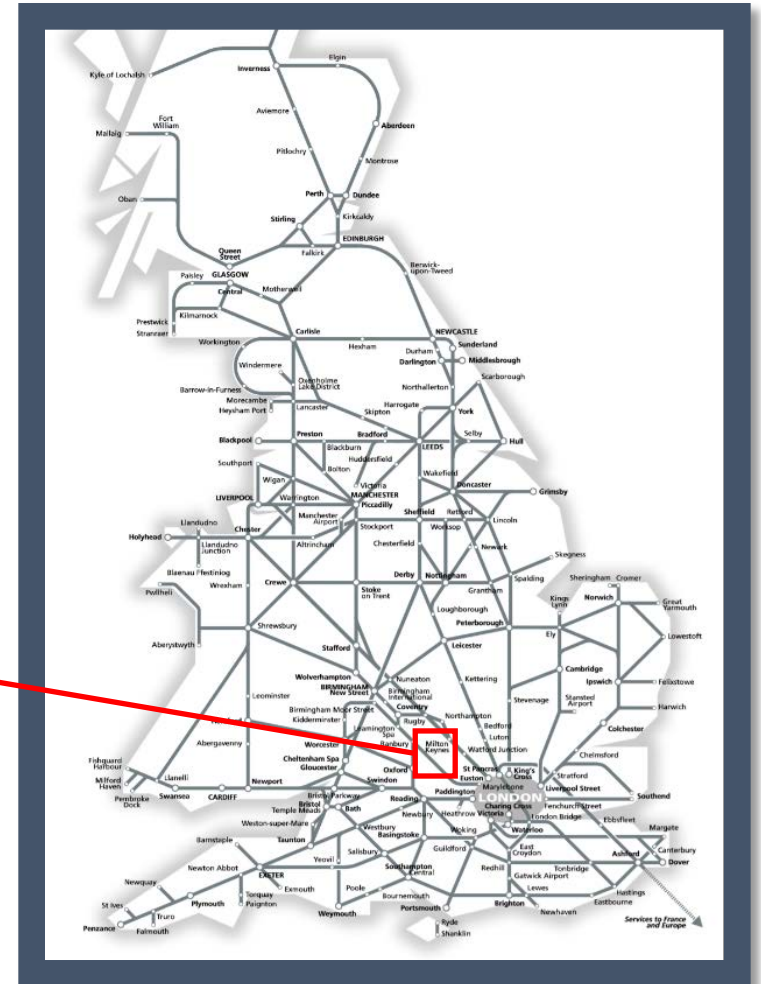 Elgin
Inverness
Kyle of Lochalsh
Aviemore
Fort
William
Mallaig
Aberdeen
Pitlochry
Montrose
Oban
Perth
Dundee
Stirling
Kirkcaldy
Queen
Street
Falkirk
EDINBURGH
Berwick-
upon-Tweed
Paisley
GLASGOW
Central
Motherwell
Prestwick
Stranraer
Kilmarnock
Carlisle
Workington
Hexham
NEWCASTLE
Sunderland
Durham
Darlington
Middlesbrough
Windermere
Scarborough
Oxenholme
Lake District
Barrow-in-Furness
Northallerton
Morecambe
Heysham Port
Lancaster
Skipton
Harrogate
York
Blackpool
Preston
Blackburn
Bradford
LEEDS
Selby
Hull
Huddersfield
Southport
Bolton
Wakefield
Wigan
Victoria
Doncaster
Grimsby
LIVERPOOL
Warrington
MANCHESTER
Piccadilly
Manchester
Airport
Sheffield
Retford
Llandudno
Stockport
Worksop
Lincoln
Holyhead
Chester
Llandudno
Junction
Altrincham
Chesterfield
Newark
Skegness
Blaenau Ffestiniog
Wrexham
Crewe
Stoke
on Trent
Derby
Nottingham
Grantham
Spalding
Sheringham
Cromer
Pwllheli
Kings
Lynn
Norwich
Great
Yarmouth
Loughborough
Shrewsbury
Peterborough
Aberystwyth
Stafford
Leicester
Ely
Lowestoft
Wolverhampton
BIRMINGHAM
New Street
Nuneaton
Birmingham
International
Kettering
Cambridge
Ipswich
Felixstowe
Leominster
Birmingham Moor Street
Coventry
Stevenage
Stansted
Airport
Harwich
Kidderminster
Rugby
Northampton
Leamington
Spa
Bedford
Colchester
Abergavenny
Worcester
Banbury
Milton
Keynes
Luton
Watford Junction
Chelmsford
Fishguard
Harbour
Cheltenham Spa
Gloucester
Oxford
St Pancras
Euston
King's
Cross
Stratford
Milford
Haven
Llanelli
Newport
Swindon
Marylebone
Liverpool Street
Pembroke
Dock
Swansea
CARDIFF
Bristol Parkway
Paddington
LONDON
Fenchurch Street
Southend
Bristol
Temple Meads
Bath
Reading
Charing Cross
London Bridge
Ebbsfleet
Weston-super-Mare
Newbury
Heathrow
Victoria
Westbury
Basingstoke
Woking
Waterloo
Margate
Barnstaple
Taunton
Guildford
East
Croydon
Canterbury
Yeovil
Salisbury
Ashford
Dover
Newton Abbot
Southampton
Central
Redhill
Tonbridge
EXETER
Gatwick Airport
Newquay
Exmouth
Poole
Lewes
Torquay
Paignton
Bournemouth
Hastings
St Ives
Plymouth
Eastbourne
Truro
Weymouth
Portsmouth
Brighton
Newhaven
Penzance
Falmouth
Ryde
Shanklin
Services to France
and Europe